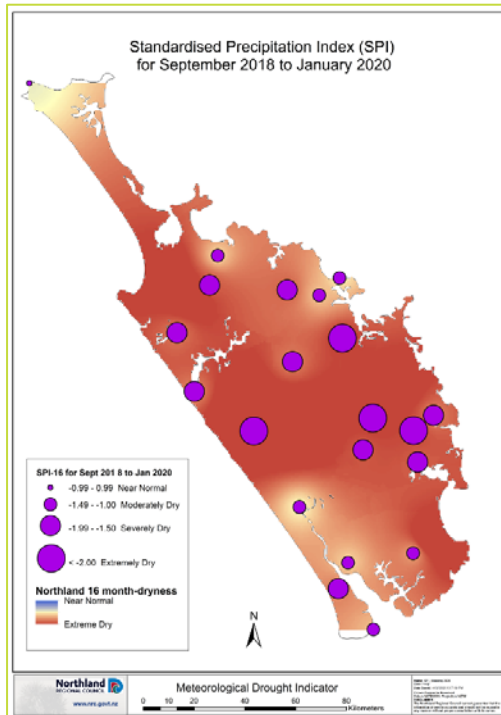 Standardised Precipitation Index (SPI)
for September 2018 to January 2020
SPI-16 for Sept 201 8 to Jan 2020
-0.99 - 0.99 Near Normal
-1.49 - -1.00 Moderately Dry
-1.99 - -1.50 Severely Dry
< -2.00 Extremely Dry
Northland 16 month-dryness
Near Normal
Extreme Dry
N
Northland
REGIONAL COUNCIL
www.nrc.govt.nz
Meteorological Drought Indicator
0 10 20 40 60 80
Kilometers